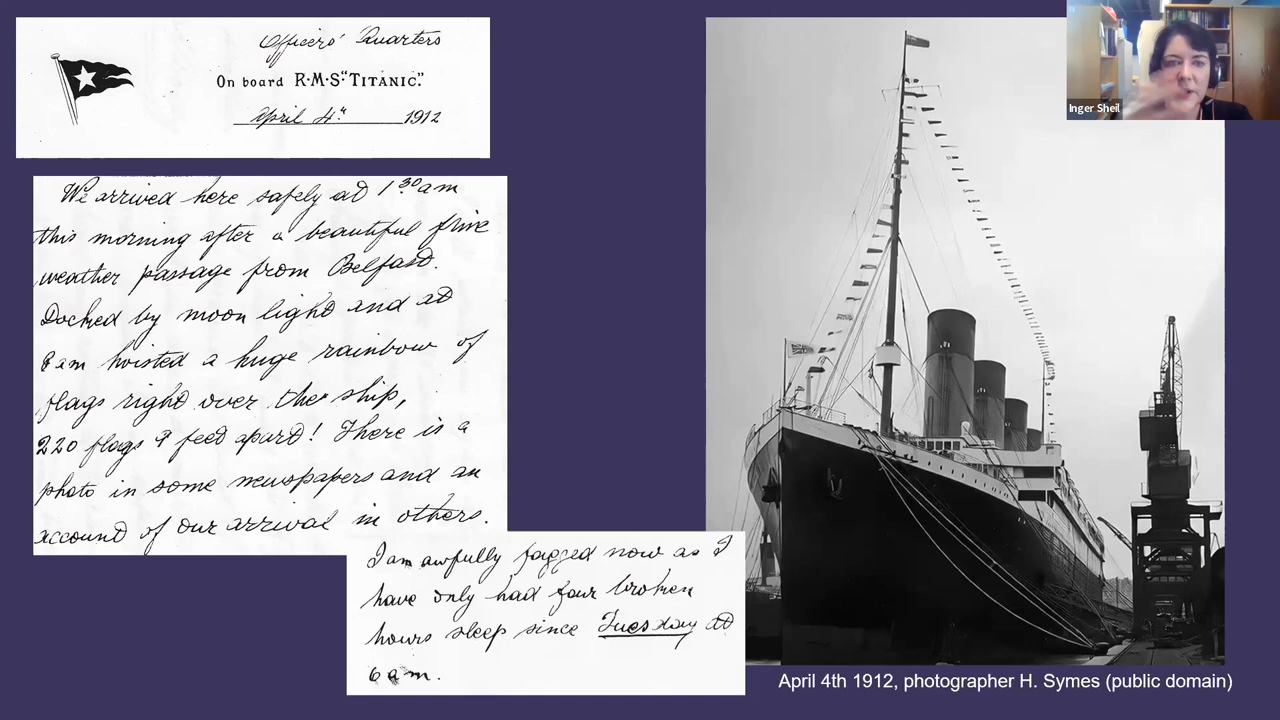 Officers' Quarters
On board R·M·S·"TITANIC".
April 4th 1912
We arrived here safely at 1.30 am
this morning after a beautiful fine
weather passage from Belfast.
Docked by moon light and at
8 am hoisted a huge rainbow of
flags right over the ship,
220 flags 9 feet apart! There is a
photo in some newspapers and an
account of our arrival in others.
I am awfully fagged now as I
have only had four broken
hours sleep since Tuesday at
6 am.
Inger Sheil
April 4th 1912, photographer H. Symes (public domain)